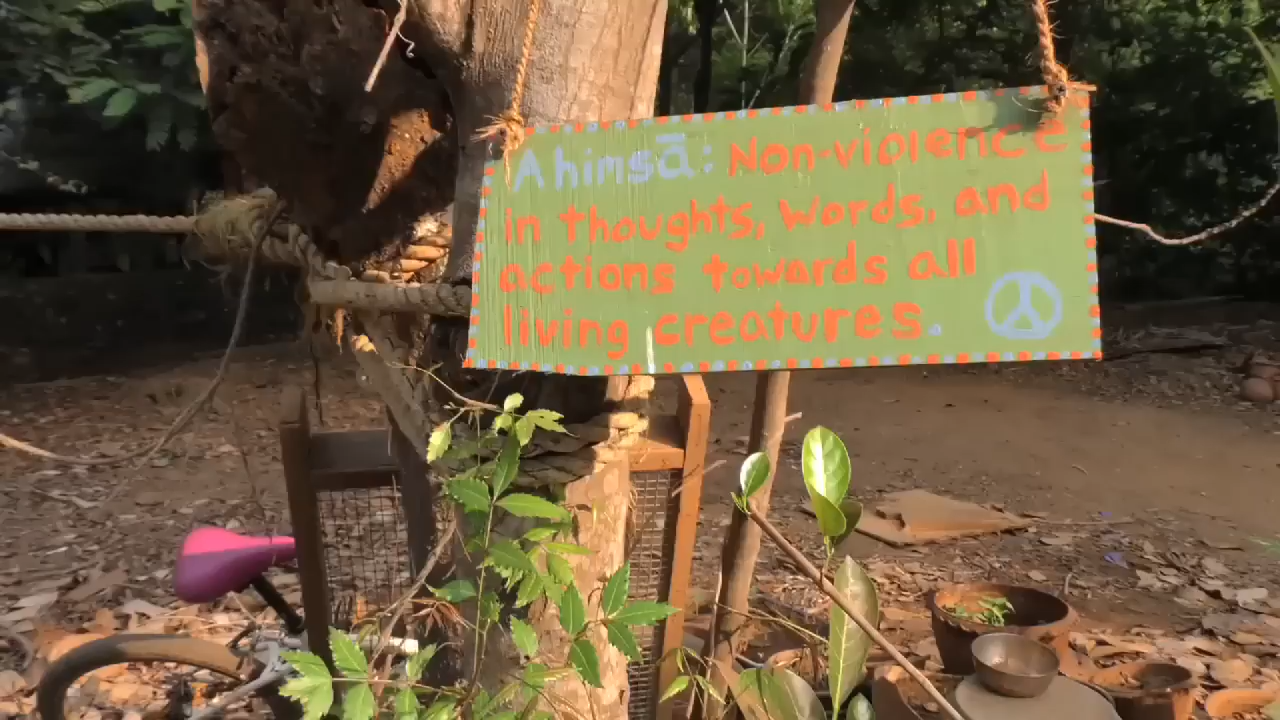 Ahimsā: Non-violence
in thoughts, words, and
actions towards all
living creatures.